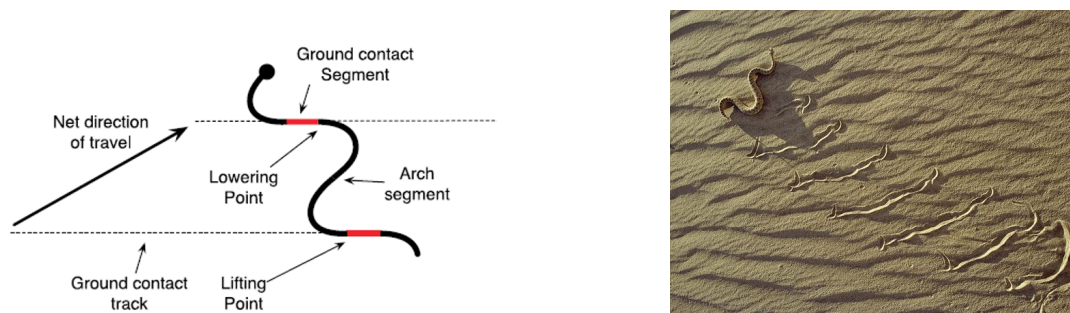 Ground contact
Segment
Net direction
of travel
Lowering
Point
Arch
segment
Ground contact
track
Lifting
Point